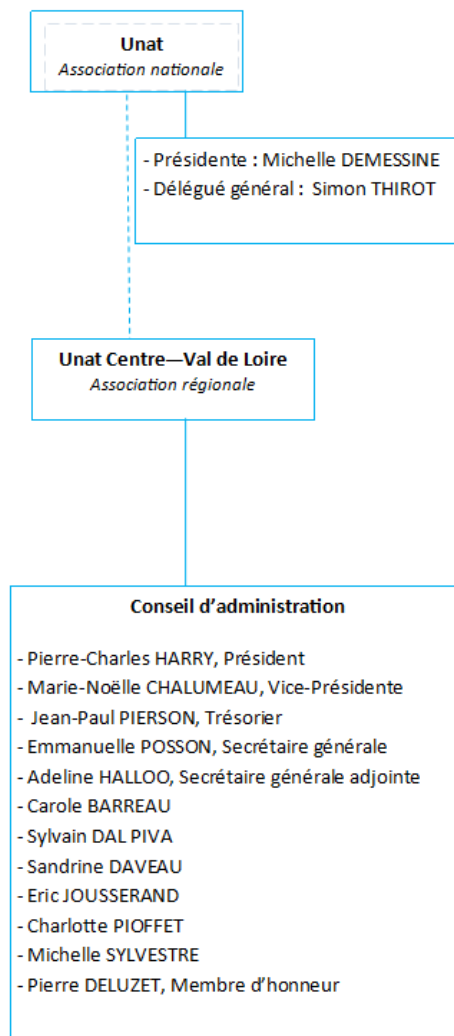 Unat
Association nationale
- Présidente : Michelle DEMESSINE
- Délégué général : Simon THIROT
Unat Centre—Val de Loire
Association régionale
Conseil d’administration
- Pierre-Charles HARRY, Président
- Marie-Noëlle CHALUMEAU, Vice-Présidente
- Jean-Paul PIERSON, Trésorier
- Emmanuelle POSSON, Secrétaire générale
- Adeline HALLOO, Secrétaire générale adjointe
- Carole BARREAU
- Sylvain DAL PIVA
- Sandrine DAVEAU
- Eric JOUSSERAND
- Charlotte PIOFFET
- Michelle SYLVESTRE
- Pierre DELUZET, Membre d’honneur